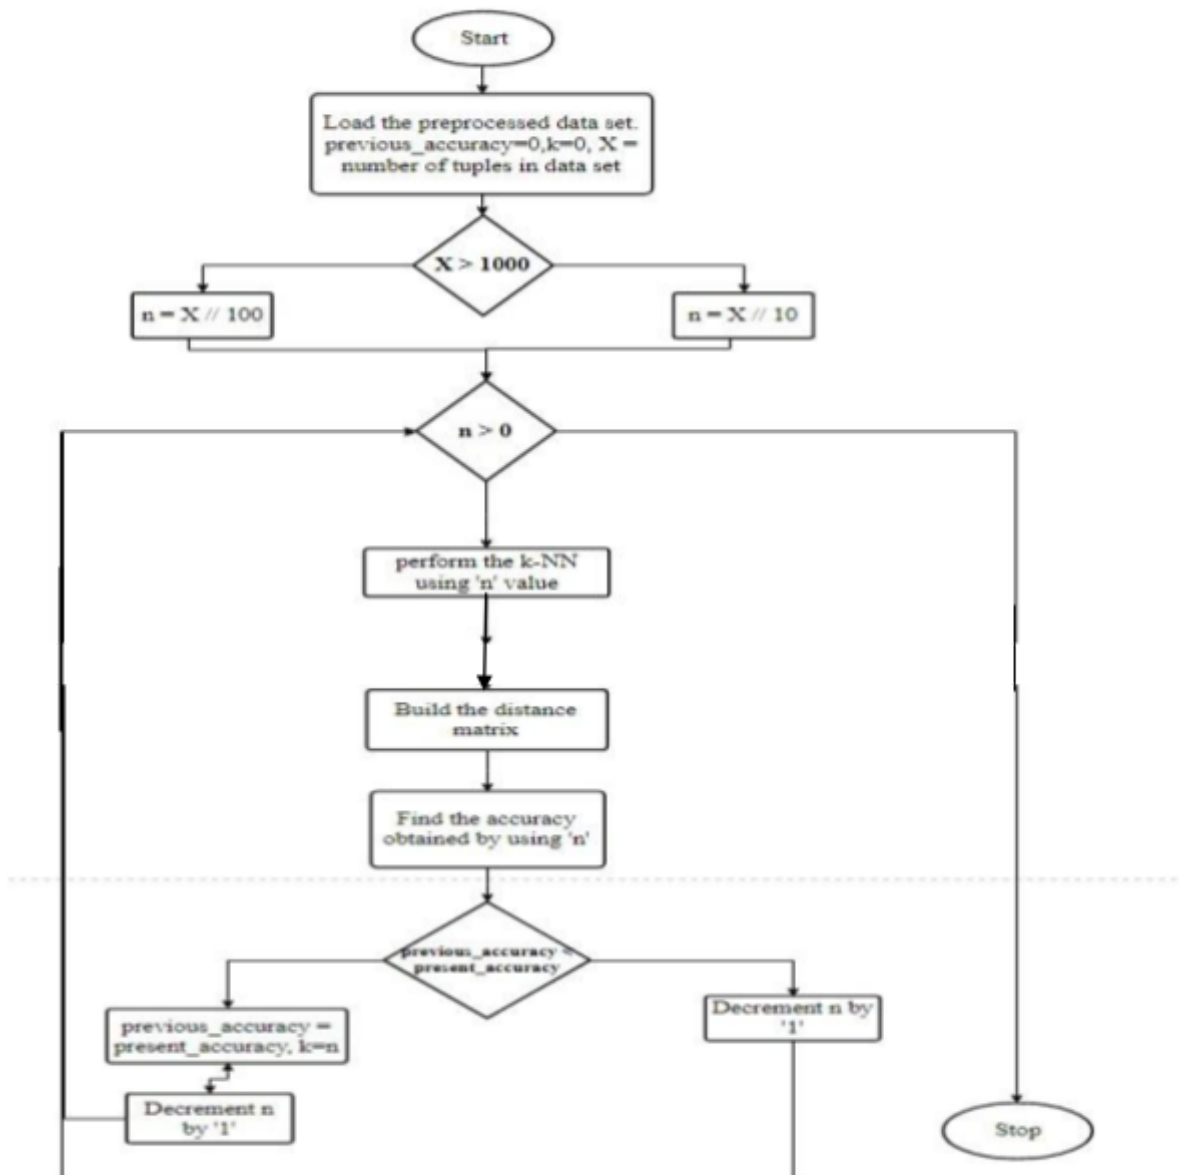 Start
Load the preprocessed data set.
previous_accuracy=0,k=0, X =
number of tuples in data set
X > 1000
n = X // 100
n = X // 10
n > 0
perform the k-NN
using 'n' value
Build the distance
matrix
Find the accuracy
obtained by using 'n'
previous_accuracy <
present_accuracy
previous_accuracy =
present_accuracy, k=n
Decrement n by
'1'
Decrement n
by '1'
Stop